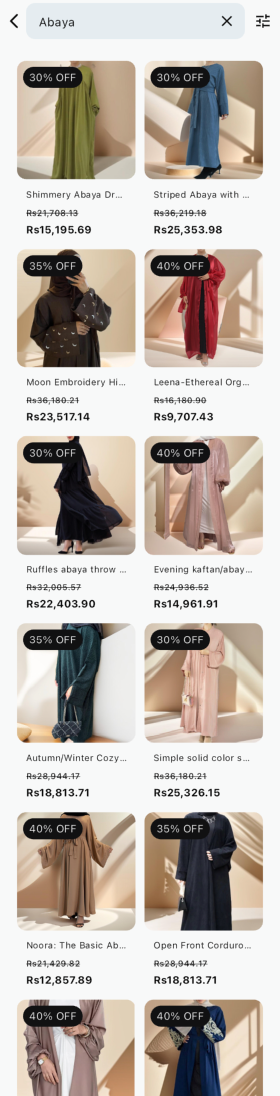 Abaya
30% OFF
30% OFF
Shimmery Abaya Dr...
Striped Abaya with ...
Rs21,708.13
Rs36,219.18
Rs15,195.69
Rs25,353.98
35% OFF
40% OFF
Moon Embroidery Hi...
Leena-Ethereal Org...
Rs36,180.21
Rs16,180.90
Rs23,517.14
Rs9,707.43
30% OFF
40% OFF
Ruffles abaya throw ...
Evening kaftan/abay...
Rs32,005.57
Rs24,936.52
Rs22,403.90
Rs14,961.91
35% OFF
30% OFF
Autumn/Winter Cozy...
Simple solid color s...
Rs28,944.17
Rs36,180.21
Rs18,813.71
Rs25,326.15
40% OFF
35% OFF
Noora: The Basic Ab...
Open Front Corduro...
Rs21,429.82
Rs28,944.17
Rs12,857.89
Rs18,813.71
40% OFF
40% OFF